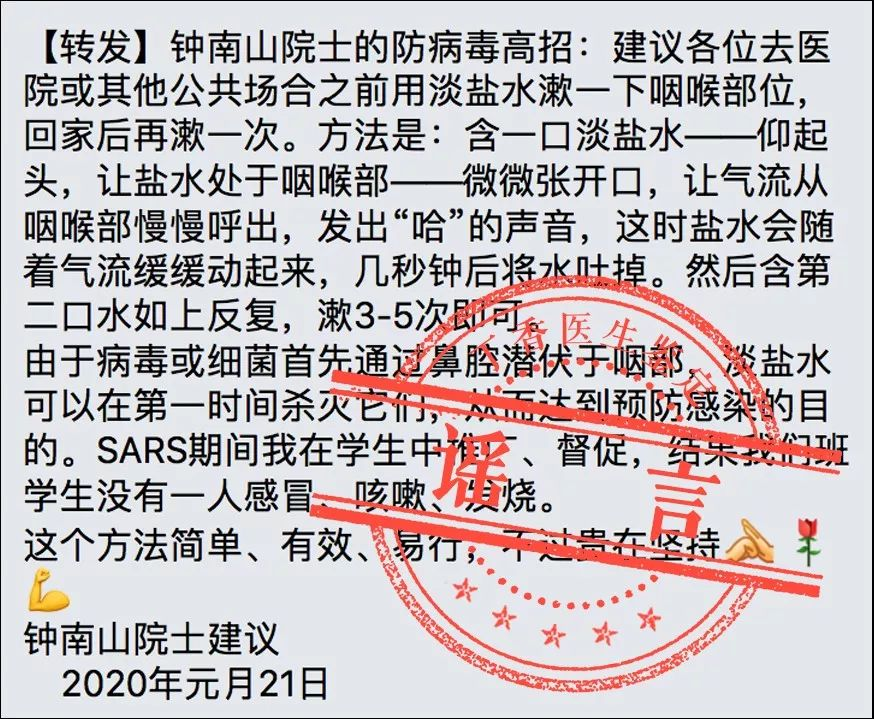 【转发】钟南山院士的防病毒高招：建议各位去医
院或其他公共场合之前用淡盐水漱一下咽喉部位，
回家后再漱一次。方法是：含一口淡盐水——仰起
头，让盐水处于咽喉部——微微张开口，让气流从
咽喉部慢慢呼出，发出“哈”的声音，这时盐水会随
着气流缓缓动起来，几秒钟后将水吐掉。然后含第
二口水如上反复，漱3-5次即可。
由于病毒或细菌首先通过鼻腔潜伏于咽部，淡盐水
可以在第一时间杀灭它们，从而达到预防感染的目
的。SARS期间我在学生中推广、督促，结果我们班
学生没有一人感冒、咳嗽、发烧。
这个方法简单、有效、易行，不过贵在坚持
钟南山院士建议
2020年元月21日
丁香医生鉴定
谣言